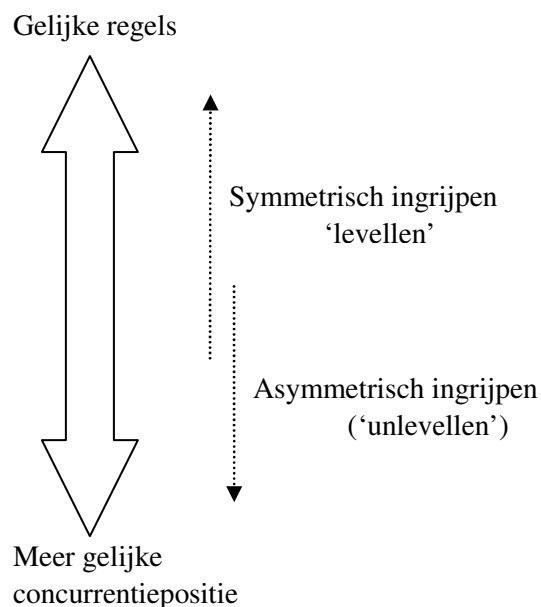 Gelijke regels
Symmetrisch ingrijpen
‘levellen’
Asymmetrisch ingrijpen
(‘unlevellen’)
Meer gelijke
concurrentiepositie